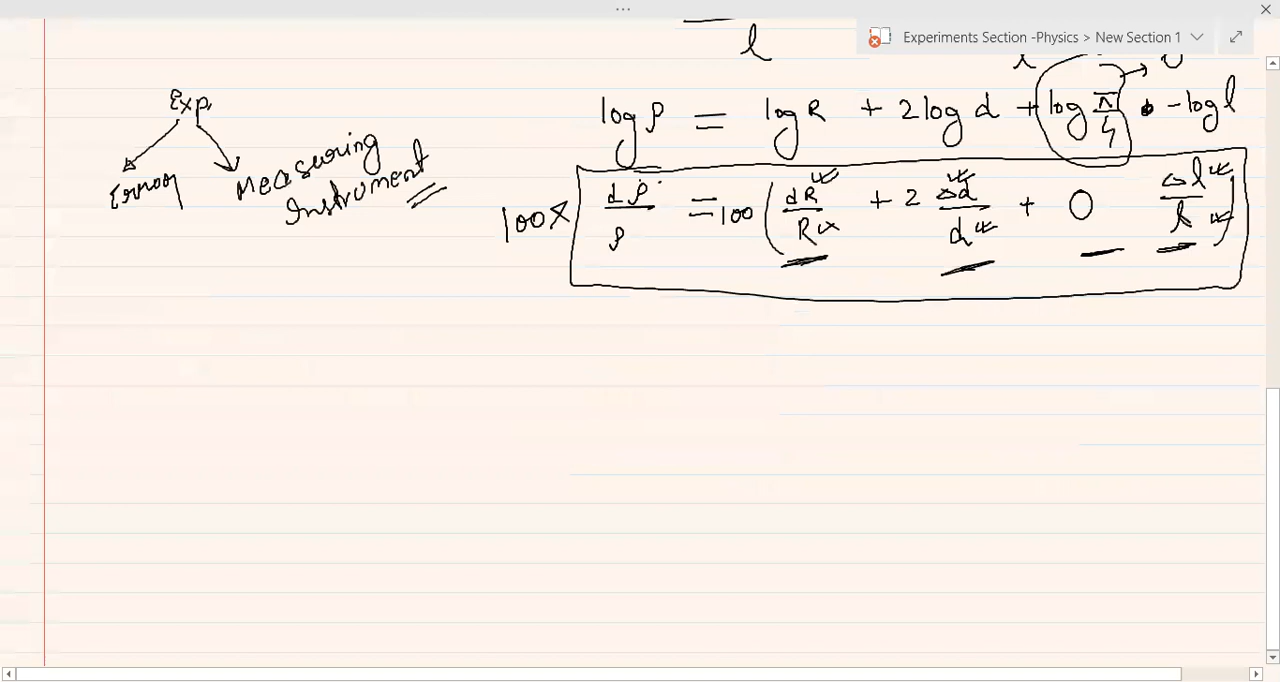 Experiments Section -Physics > New Section 1
l
Exp.
Error
Measuring Instrument
log ρ = log R + 2 log d + log π/4 - log l
100 × dρ/ρ = 100 ( dR/R + 2 Δd/d + 0 Δl/l )